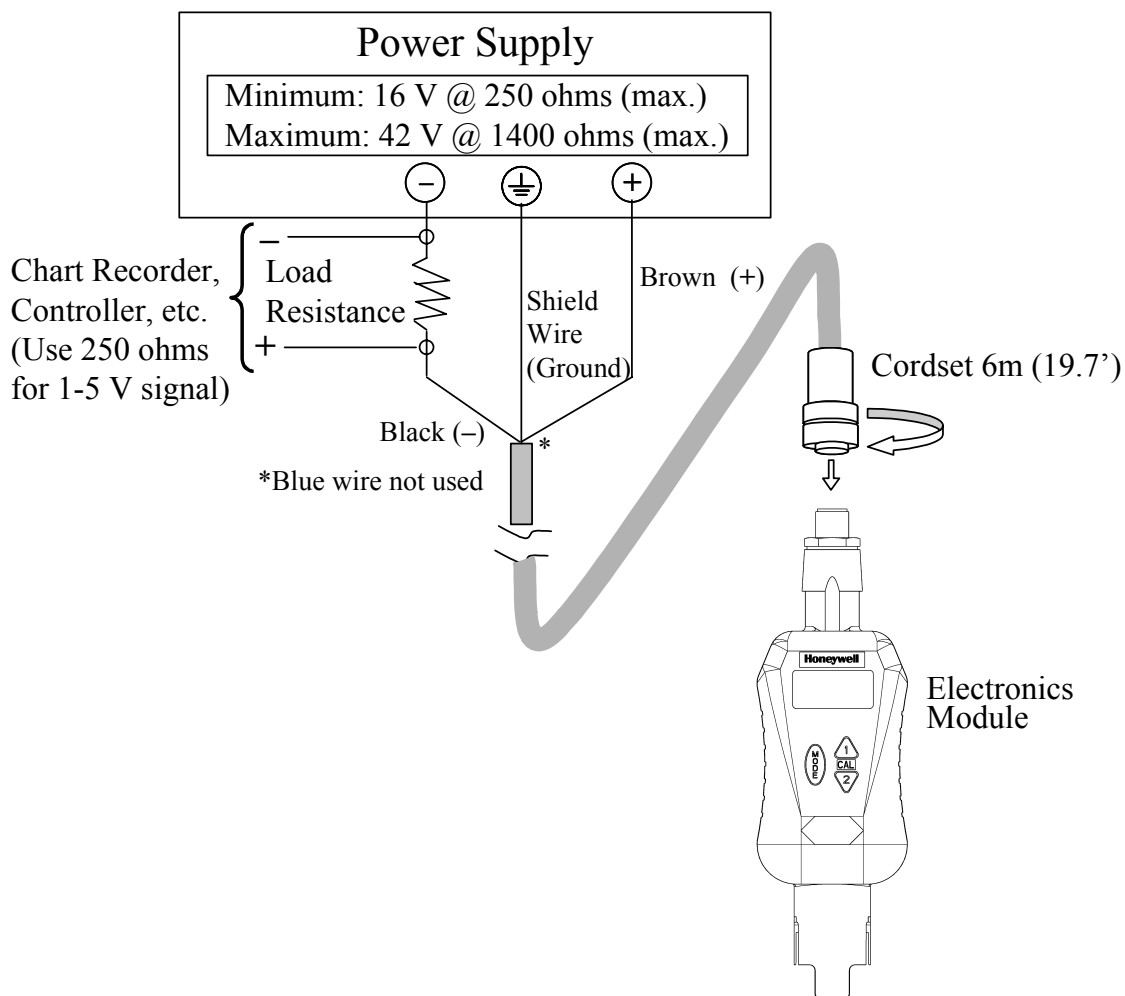 Power Supply
Minimum: 16 V @ 250 ohms (max.)
Maximum: 42 V @ 1400 ohms (max.)
−
+
Chart Recorder,
Controller, etc.
(Use 250 ohms
for 1-5 V signal)
−
Load
Resistance
+
Shield
Wire
(Ground)
Brown (+)
Black (−)
*
*Blue wire not used
Cordset 6m (19.7’)
Honeywell
MODE
1
CAL
2
Electronics
Module